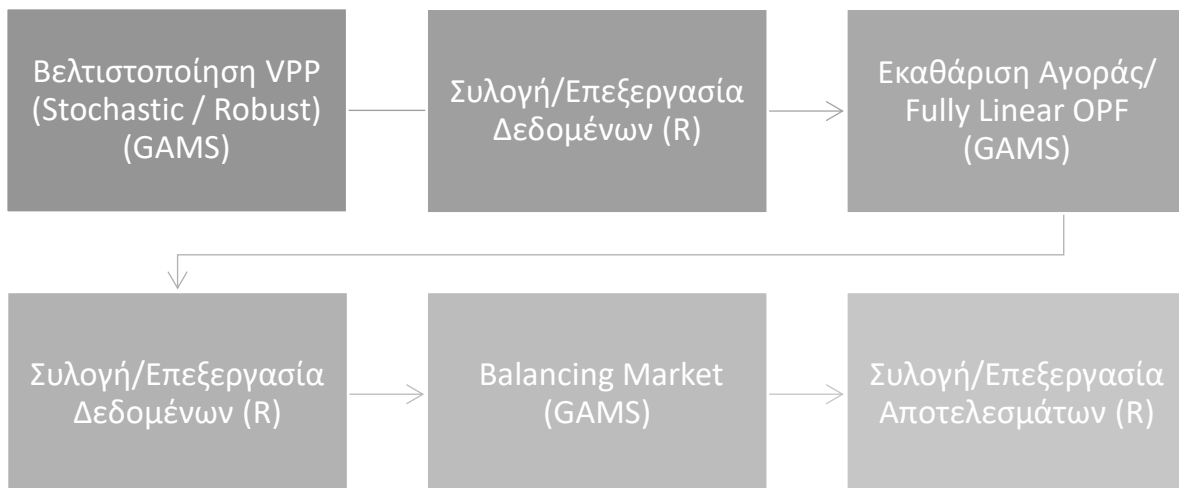 Βελτιστοποίηση VPP
(Stochastic / Robust)
(GAMS)
Συλογή/Επεξεργασία
Δεδομένων (R)
Εκαθάριση Αγοράς/
Fully Linear OPF
(GAMS)
Συλογή/Επεξεργασία
Δεδομένων (R)
Balancing Market
(GAMS)
Συλογή/Επεξεργασία
Αποτελεσμάτων (R)